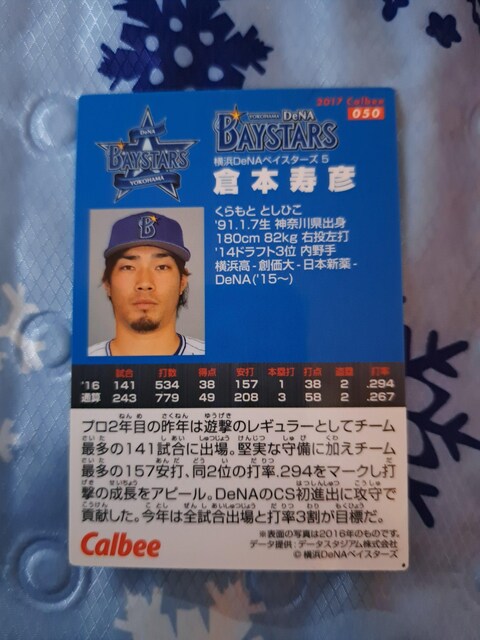 2017 Calbee
050
DeNA
BAYSTARS
YOKOHAMA
YOKOHAMA DeNA
BAYSTARS
横浜DeNAベイスターズ 5
倉本寿彦
くらもと としひこ
'91.1.7生 神奈川県出身
180cm 82kg 右投左打
'14ドラフト3位 内野手
横浜高-創価大-日本新薬-
DeNA('15〜)
試合 打数 得点 安打 本塁打 打点 盗塁 打率
'16 141 534 38 157 1 38 2 .294
通算 243 779 49 208 3 58 2 .267
プロ2年目の昨年は遊撃のレギュラーとしてチーム
最多の141試合に出場。堅実な守備に加えチーム
最多の157安打、同2位の打率.294をマークし打
撃の成長をアピール。DeNAのCS初進出に攻守で
貢献した。今年は全試合出場と打率3割が目標だ。
Calbee
※表面の写真は2016年のものです。
データ提供:データスタジアム株式会社
© 横浜DeNAベイスターズ